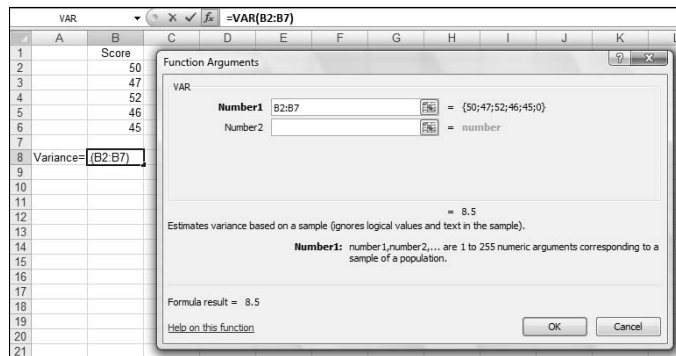 VAR =VAR(B2:B7)
A B C D E F G H I J K L
1 Score
2 50
3 47
4 52
5 46
6 45
7
8 Variance= (B2:B7)
9
10
11
12
13
14
15
16
17
18
19
20
21
Function Arguments
VAR
Number1 B2:B7 = {50;47;52;46;45;0}
Number2 = number
= 8.5
Estimates variance based on a sample (ignores logical values and text in the sample).
Number1: number1,number2,... are 1 to 255 numeric arguments corresponding to a
sample of a population.
Formula result = 8.5
Help on this function OK Cancel